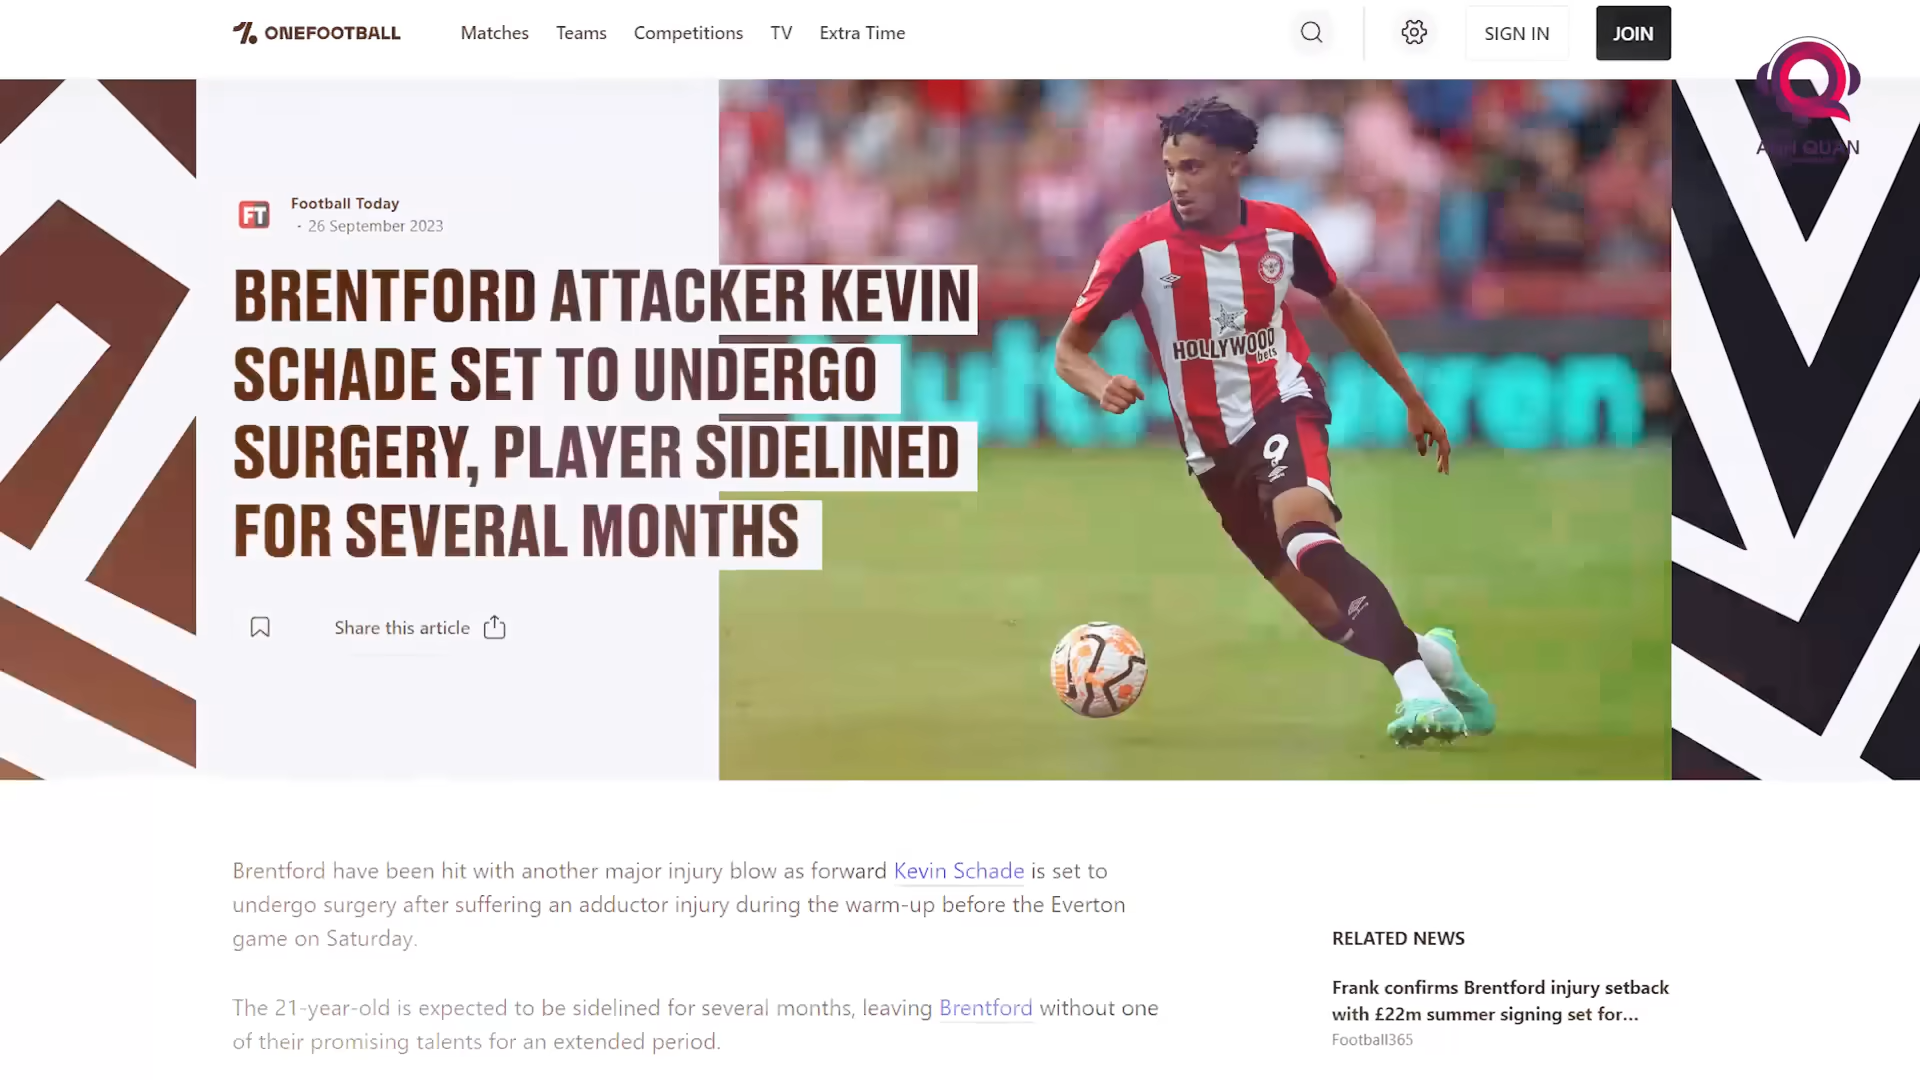 ONEFOOTBALL
Matches
Teams
Competitions
TV
Extra Time
SIGN IN
JOIN
ANH QUAN
FT
Football Today
· 26 September 2023
BRENTFORD ATTACKER KEVIN
SCHADE SET TO UNDERGO
SURGERY, PLAYER SIDELINED
FOR SEVERAL MONTHS
HOLLYWOOD
bets
9
Share this article
Brentford have been hit with another major injury blow as forward Kevin Schade is set to
undergo surgery after suffering an adductor injury during the warm-up before the Everton
game on Saturday.
The 21-year-old is expected to be sidelined for several months, leaving Brentford without one
of their promising talents for an extended period.
RELATED NEWS
Frank confirms Brentford injury setback
with £22m summer signing set for...
Football365